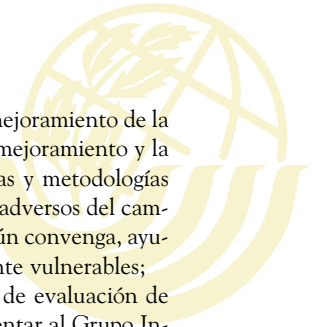 nejoramiento de la
mejoramiento y la
as y metodologías
adversos del cam-
ún convenga, ayu-
nte vulnerables;
de evaluación de
entar al Grupo In-